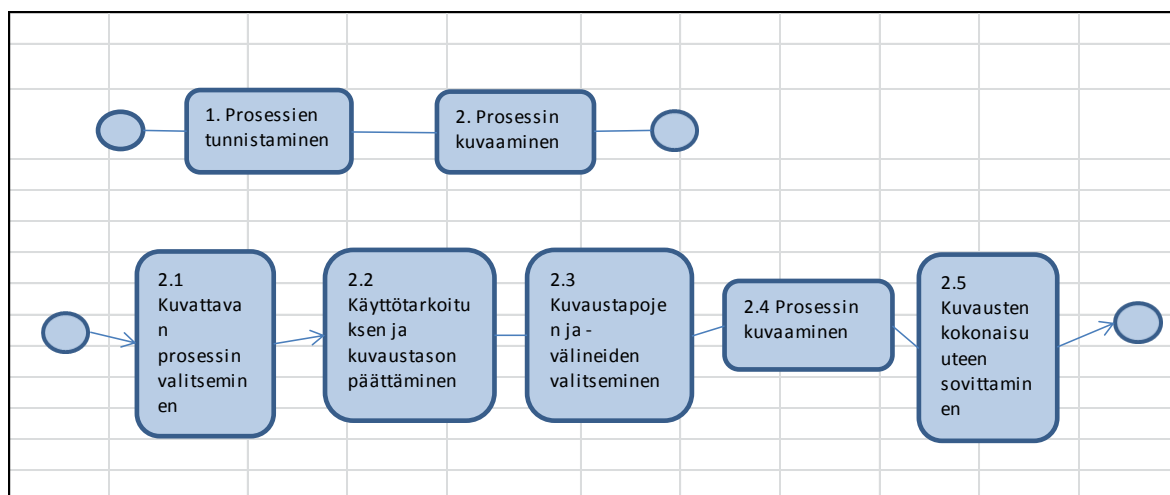 1. Prosessien
tunnistaminen
2. Prosessin
kuvaaminen
2.1
Kuvattava
n
prosessin
valitsemin
en
2.2
Käyttötarkoitu
ksen ja
kuvaustason
päättäminen
2.3
Kuvaustapoje
n ja -
välineiden
valitseminen
2.4 Prosessin
kuvaaminen
2.5
Kuvausten
kokonaisu
uteen
sovittamin
en